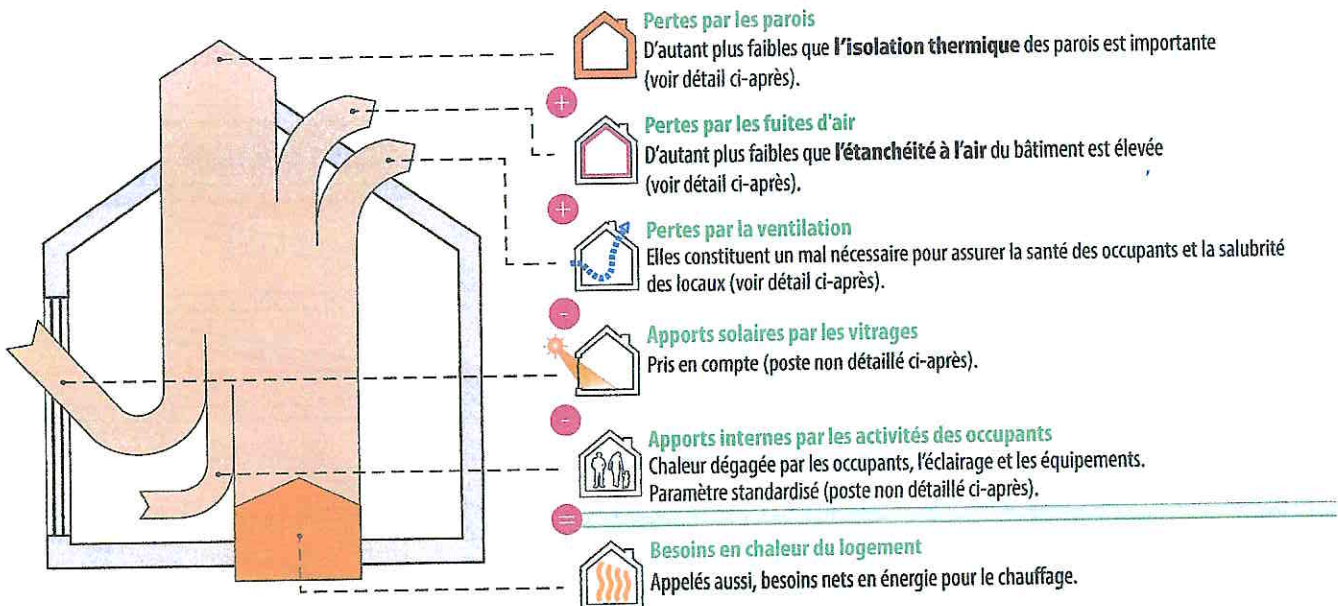 Pertes par les parois
D'autant plus faibles que l'isolation thermique des parois est importante
(voir détail ci-après).
+
Pertes par les fuites d'air
D'autant plus faibles que l'étanchéité à l'air du bâtiment est élevée
(voir détail ci-après).
+
Pertes par la ventilation
Elles constituent un mal nécessaire pour assurer la santé des occupants et la salubrité
des locaux (voir détail ci-après).
-
Apports solaires par les vitrages
Pris en compte (poste non détaillé ci-après).
-
Apports internes par les activités des occupants
Chaleur dégagée par les occupants, l'éclairage et les équipements.
Paramètre standardisé (poste non détaillé ci-après).
=
Besoins en chaleur du logement
Appelés aussi, besoins nets en énergie pour le chauffage.